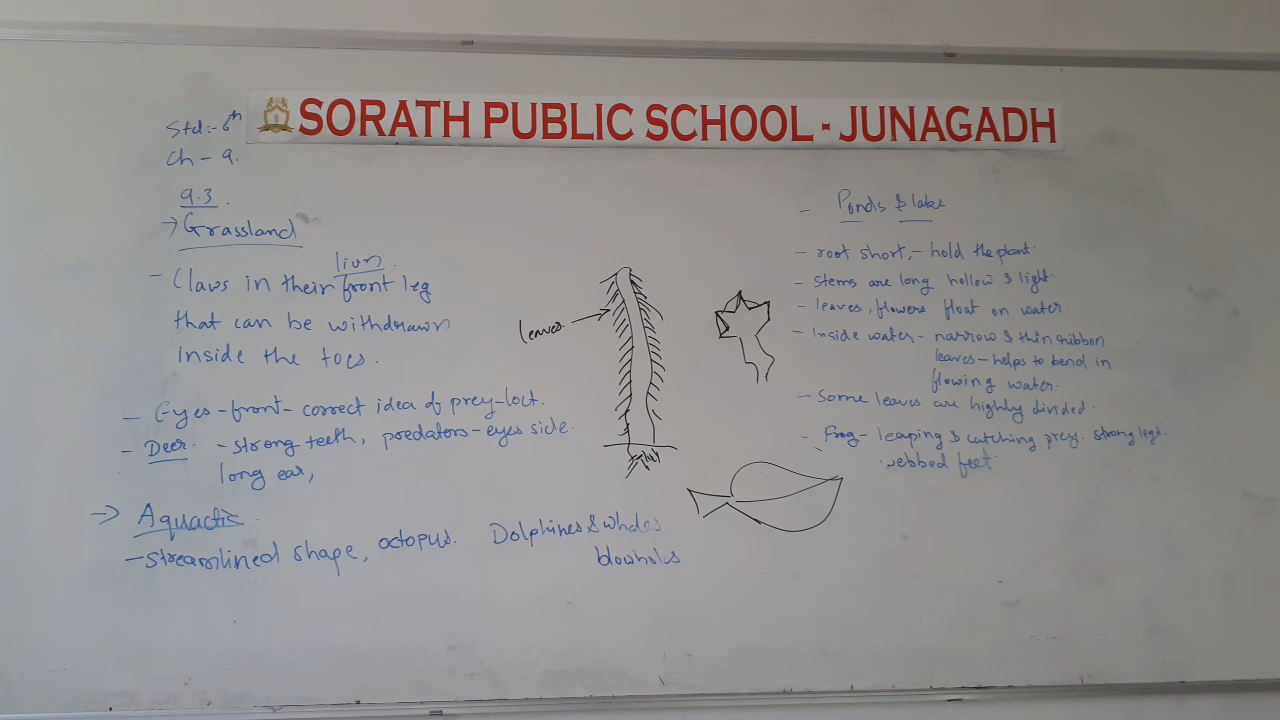 SORATH PUBLIC SCHOOL - JUNAGADH
Std:- 6th
Ch - 9.
9.3.
→ Grassland
lion.
- Claws in their front leg
that can be withdrawn
inside the toes.
- Eyes - front - correct idea of prey - loct.
- Deer. - strong teeth, predators - eyes side.
long ear,
→ Aquactic.
- Streamlined shape, octopus. Dolphines & whales
blowholes
leaves.
- Ponds & lake
- root short, - hold the plant.
- Stems are long hollow & light.
- leaves, flowers float on water.
- Inside water - narrow & thin ribbon
leaves - helps to bend in
flowing water.
- Some leaves are highly divided.
- Frog - leaping & catching prey. strong legs.
webbed feet